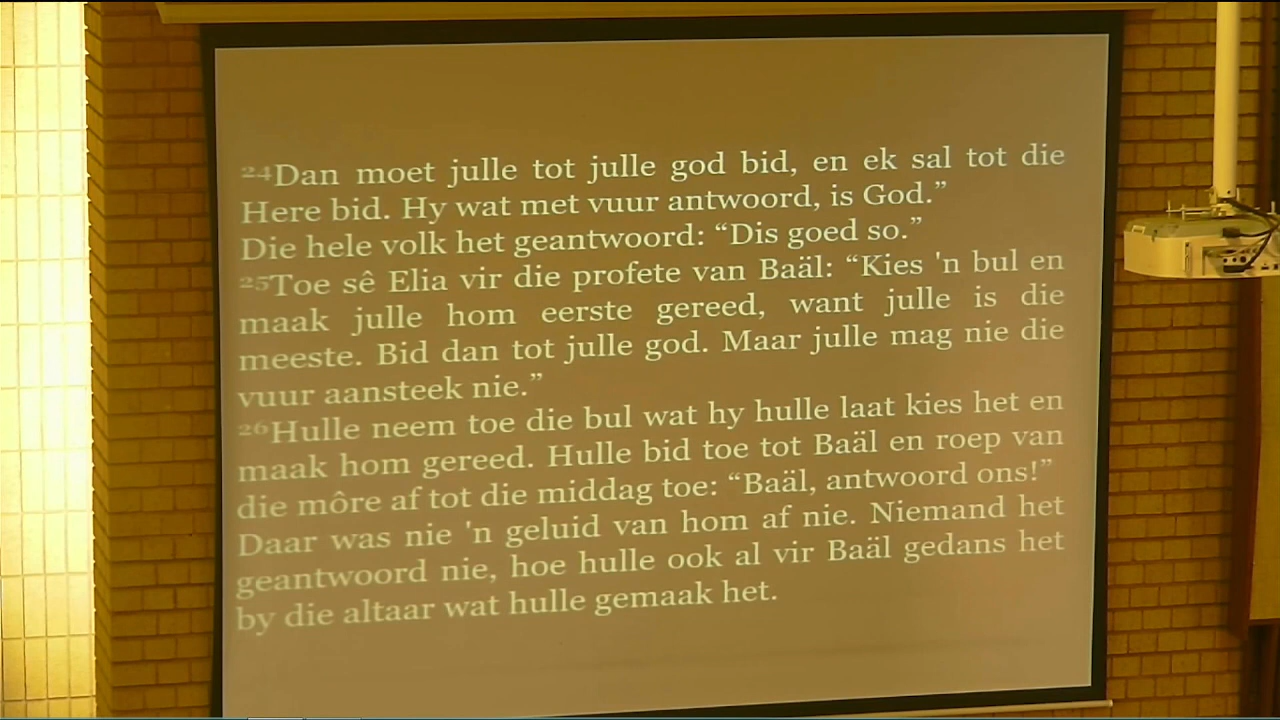 ²⁴Dan moet julle tot julle god bid, en ek sal tot die
Here bid. Hy wat met vuur antwoord, is God.”
Die hele volk het geantwoord: “Dis goed so.”
²⁵Toe sê Elia vir die profete van Baäl: “Kies 'n bul en
maak julle hom eerste gereed, want julle is die
meeste. Bid dan tot julle god. Maar julle mag nie die
vuur aansteek nie.”
²⁶Hulle neem toe die bul wat hy hulle laat kies het en
maak hom gereed. Hulle bid toe tot Baäl en roep van
die môre af tot die middag toe: “Baäl, antwoord ons!”
Daar was nie 'n geluid van hom af nie. Niemand het
geantwoord nie, hoe hulle ook al vir Baäl gedans het
by die altaar wat hulle gemaak het.